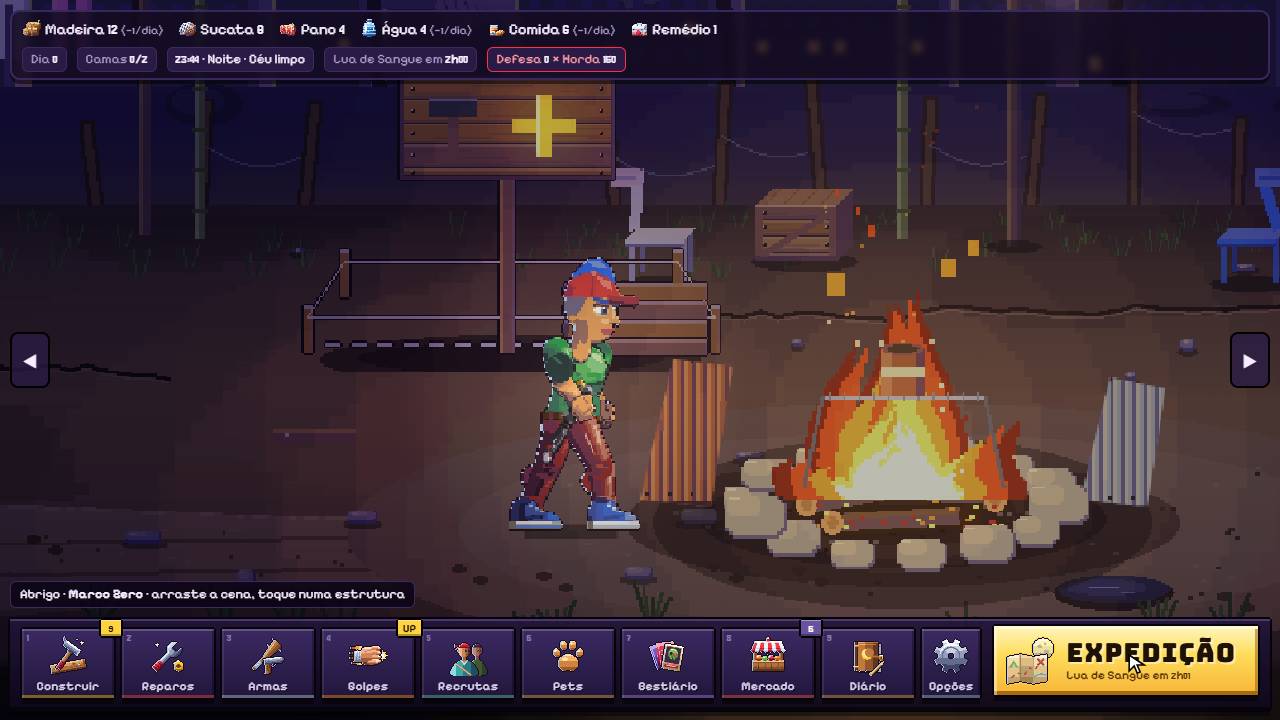 Madeira 12 (-1/dia) Sucata 8 Pano 4 Água 4 (-1/dia) Comida 6 (-1/dia) Remédio 1
Dia 0 Camas 0/2 23:44 · Noite · Céu limpo Lua de Sangue em 2h00 Defesa 0 × Horda 160
Abrigo · Marco Zero · arraste a cena, toque numa estrutura
9 UP 6
1 2 3 4 5 6 7 8 9
Construir Reparos Armas Golpes Recrutas Pets Bestiário Mercado Diário Opções
EXPEDIÇÃO
Lua de Sangue em 2h01